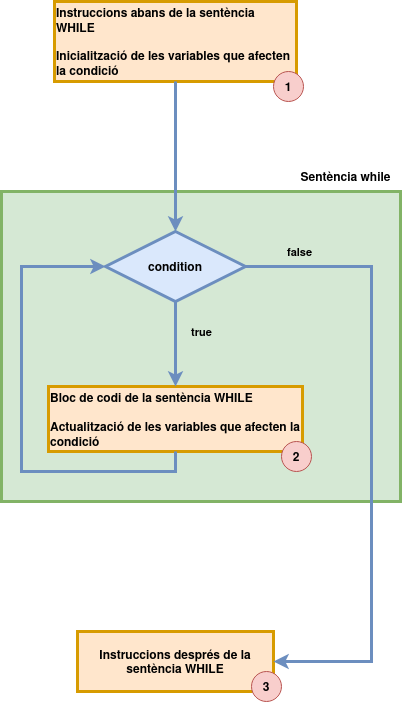 Instruccions abans de la sentència
WHILE
Inicialització de les variables que afecten
la condició
1
Sentència while
condition
false
true
Bloc de codi de la sentència WHILE
Actualització de les variables que afecten la
condició
2
Instruccions després de la
sentència WHILE
3